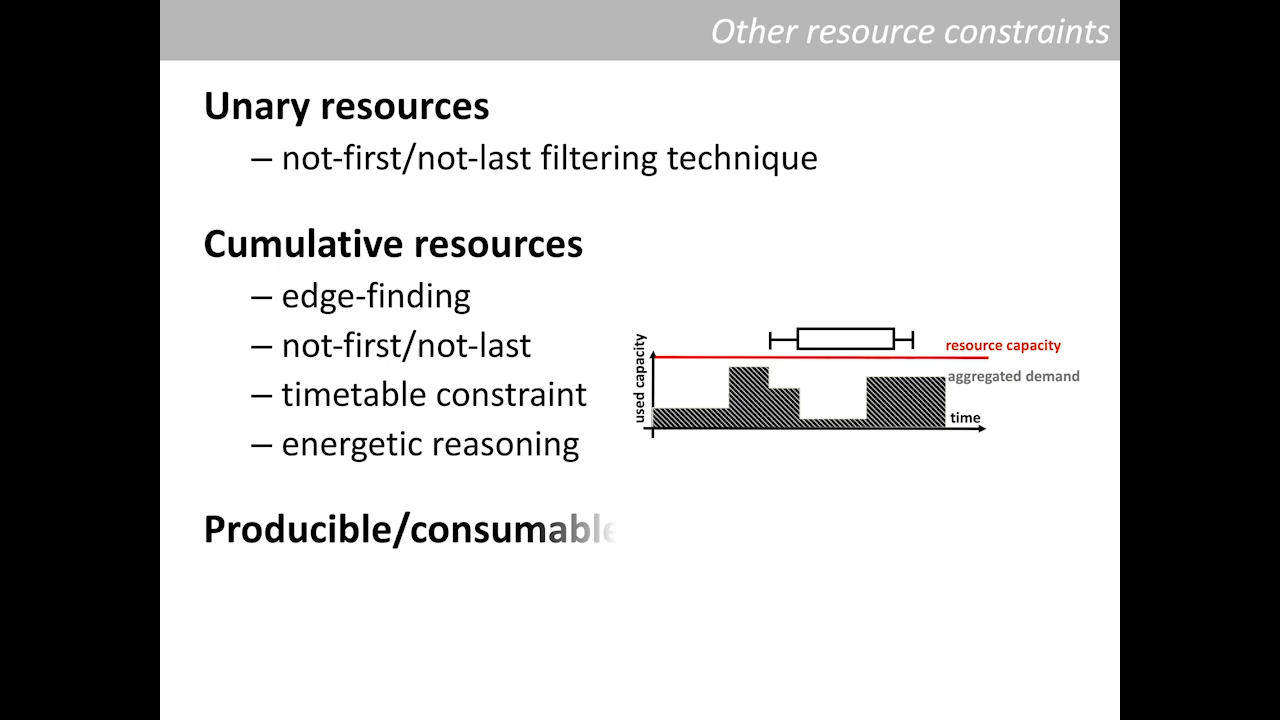 Other resource constraints
Unary resources
– not-first/not-last filtering technique
Cumulative resources
– edge-finding
– not-first/not-last
– timetable constraint
– energetic reasoning
used capacity
resource capacity
aggregated demand
time
Producible/consumable